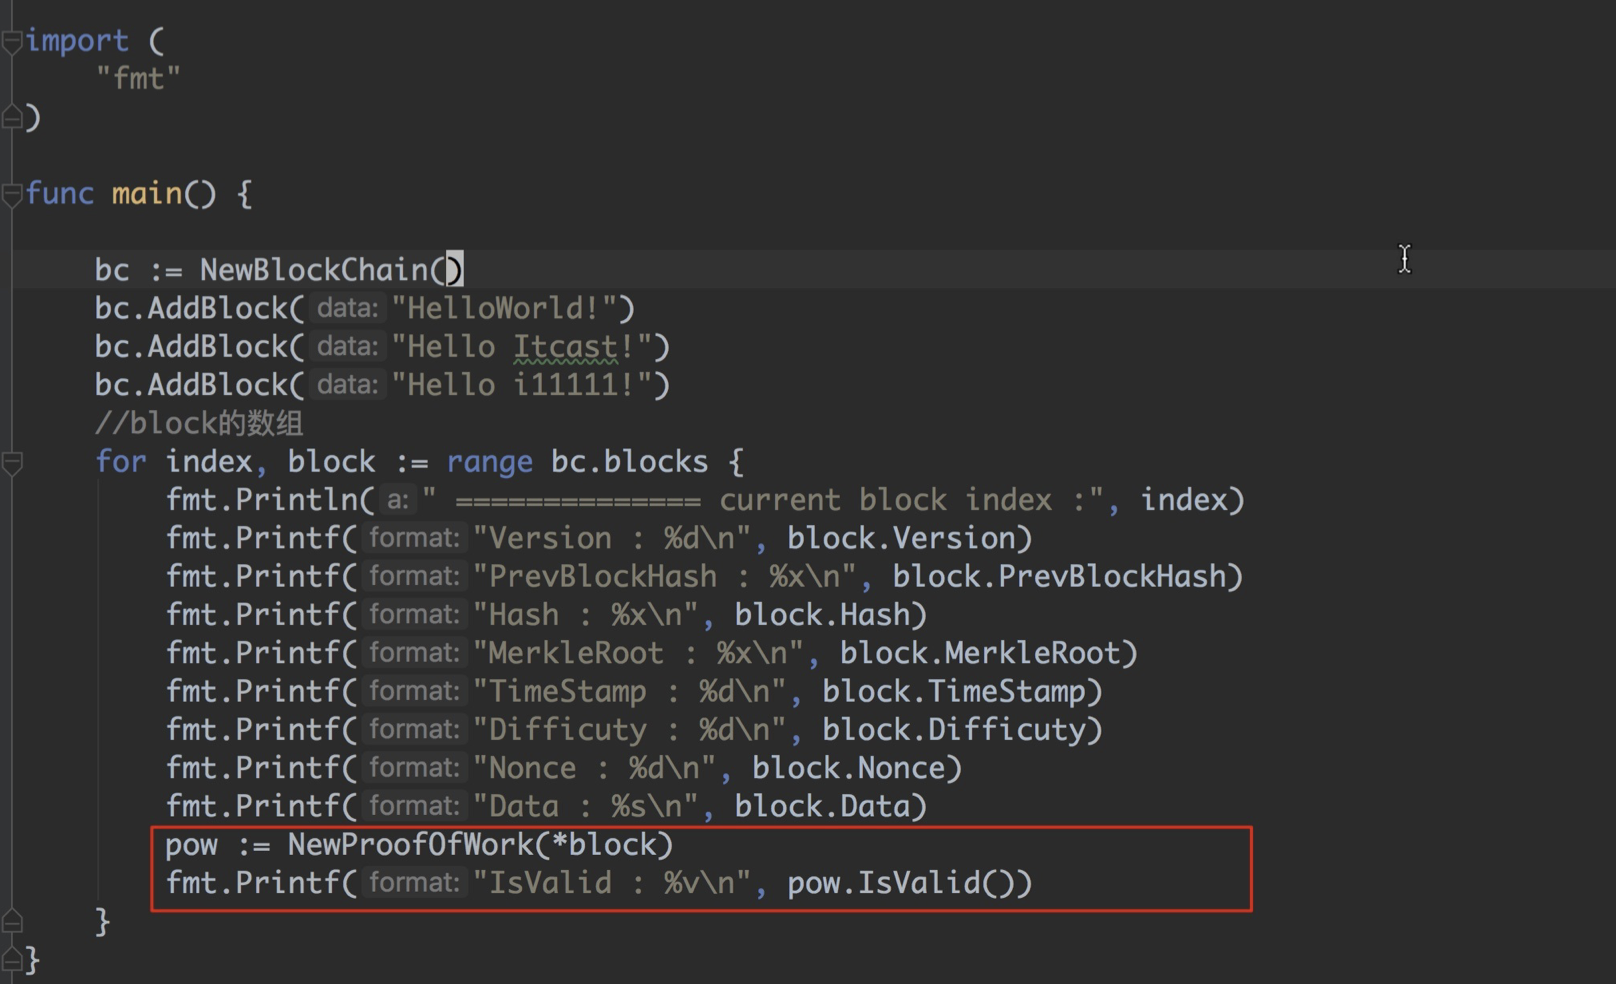 import (
"fmt"
)
func main() {
bc := NewBlockChain()
bc.AddBlock( data: "HelloWorld!")
bc.AddBlock( data: "Hello Itcast!")
bc.AddBlock( data: "Hello i11111!")
//block的数组
for index, block := range bc.blocks {
fmt.Println( a: " ============== current block index :", index)
fmt.Printf( format: "Version : %d\n", block.Version)
fmt.Printf( format: "PrevBlockHash : %x\n", block.PrevBlockHash)
fmt.Printf( format: "Hash : %x\n", block.Hash)
fmt.Printf( format: "MerkleRoot : %x\n", block.MerkleRoot)
fmt.Printf( format: "TimeStamp : %d\n", block.TimeStamp)
fmt.Printf( format: "Difficuty : %d\n", block.Difficuty)
fmt.Printf( format: "Nonce : %d\n", block.Nonce)
fmt.Printf( format: "Data : %s\n", block.Data)
pow := NewProofOfWork(*block)
fmt.Printf( format: "IsValid : %v\n", pow.IsValid())
}
}